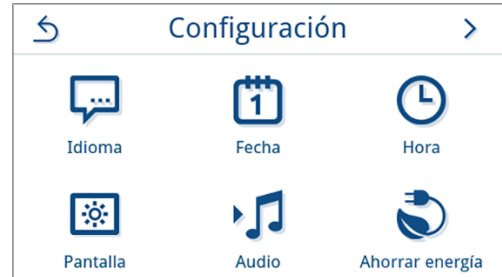 Configuración
...
1
Idioma
Fecha
Hora
Pantalla
Audio
Ahorrar energía